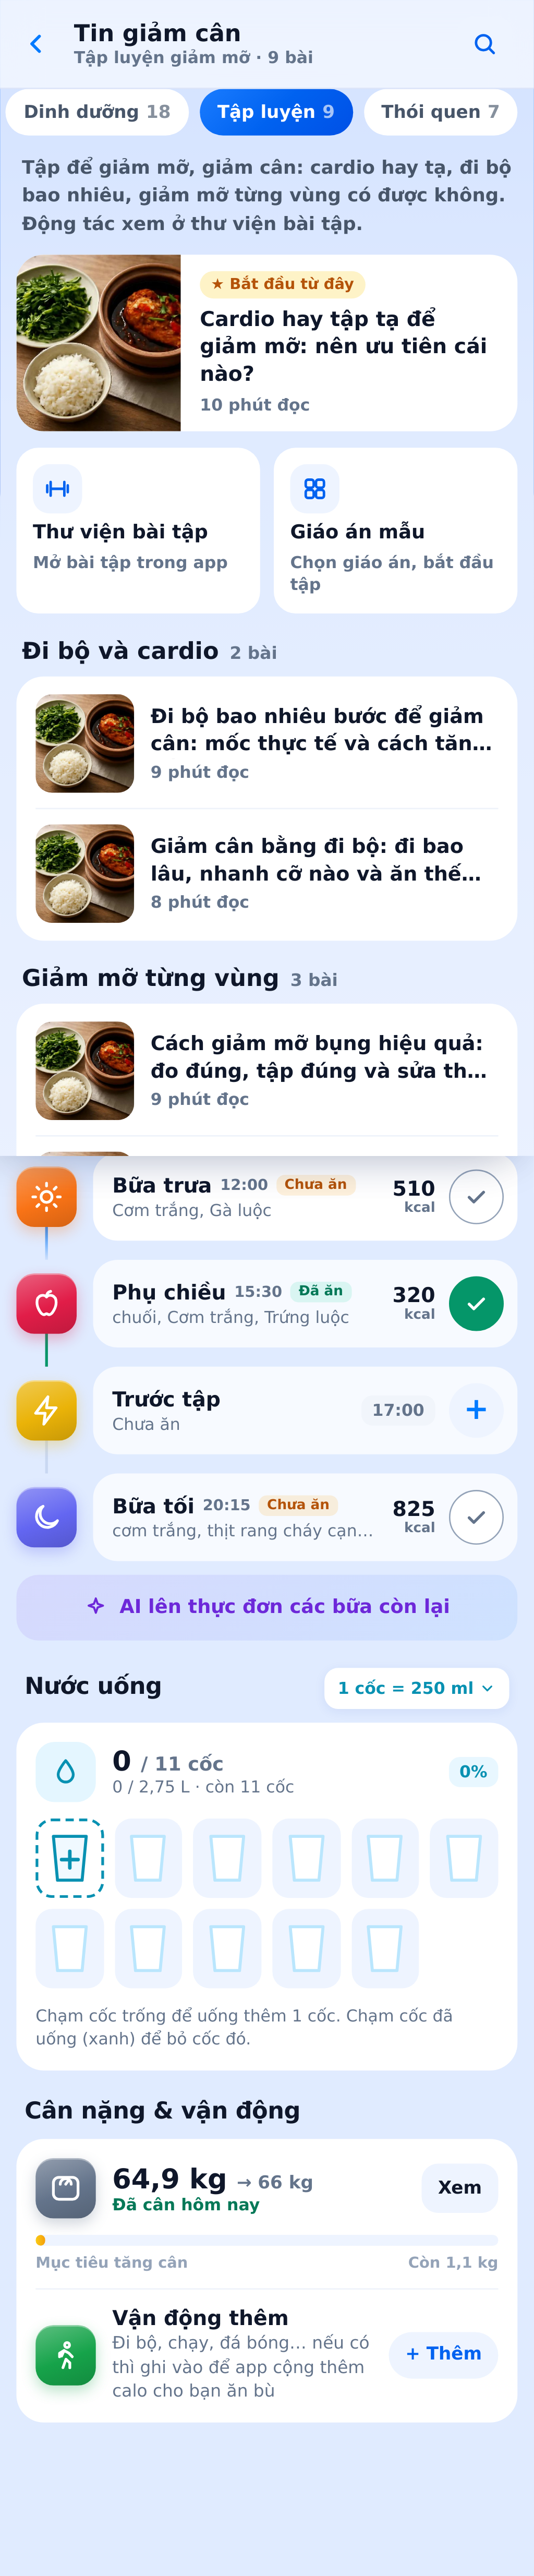 Tin giảm cân
Tập luyện giảm mỡ · 9 bài
Dinh dưỡng 18
Tập luyện 9
Thói quen 7
Tập để giảm mỡ, giảm cân: cardio hay tạ, đi bộ
bao nhiêu, giảm mỡ từng vùng có được không.
Động tác xem ở thư viện bài tập.
★ Bắt đầu từ đây
Cardio hay tập tạ để
giảm mỡ: nên ưu tiên cái
nào?
10 phút đọc
Thư viện bài tập
Mở bài tập trong app
Giáo án mẫu
Chọn giáo án, bắt đầu
tập
Đi bộ và cardio 2 bài
Đi bộ bao nhiêu bước để giảm
cân: mốc thực tế và cách tăn...
9 phút đọc
Giảm cân bằng đi bộ: đi bao
lâu, nhanh cỡ nào và ăn thế...
8 phút đọc
Giảm mỡ từng vùng 3 bài
Cách giảm mỡ bụng hiệu quả:
đo đúng, tập đúng và sửa th...
9 phút đọc
Bữa trưa 12:00 Chưa ăn
Cơm trắng, Gà luộc
510
kcal
Phụ chiều 15:30 Đã ăn
chuối, Cơm trắng, Trứng luộc
320
kcal
Trước tập
Chưa ăn
17:00
Bữa tối 20:15 Chưa ăn
cơm trắng, thịt rang cháy cạn...
825
kcal
AI lên thực đơn các bữa còn lại
Nước uống
1 cốc = 250 ml
0 / 11 cốc
0 / 2,75 L · còn 11 cốc
0%
Chạm cốc trống để uống thêm 1 cốc. Chạm cốc đã
uống (xanh) để bỏ cốc đó.
Cân nặng & vận động
64,9 kg → 66 kg
Đã cân hôm nay
Xem
Mục tiêu tăng cân
Còn 1,1 kg
Vận động thêm
Đi bộ, chạy, đá bóng... nếu có
thì ghi vào để app cộng thêm
calo cho bạn ăn bù
+ Thêm